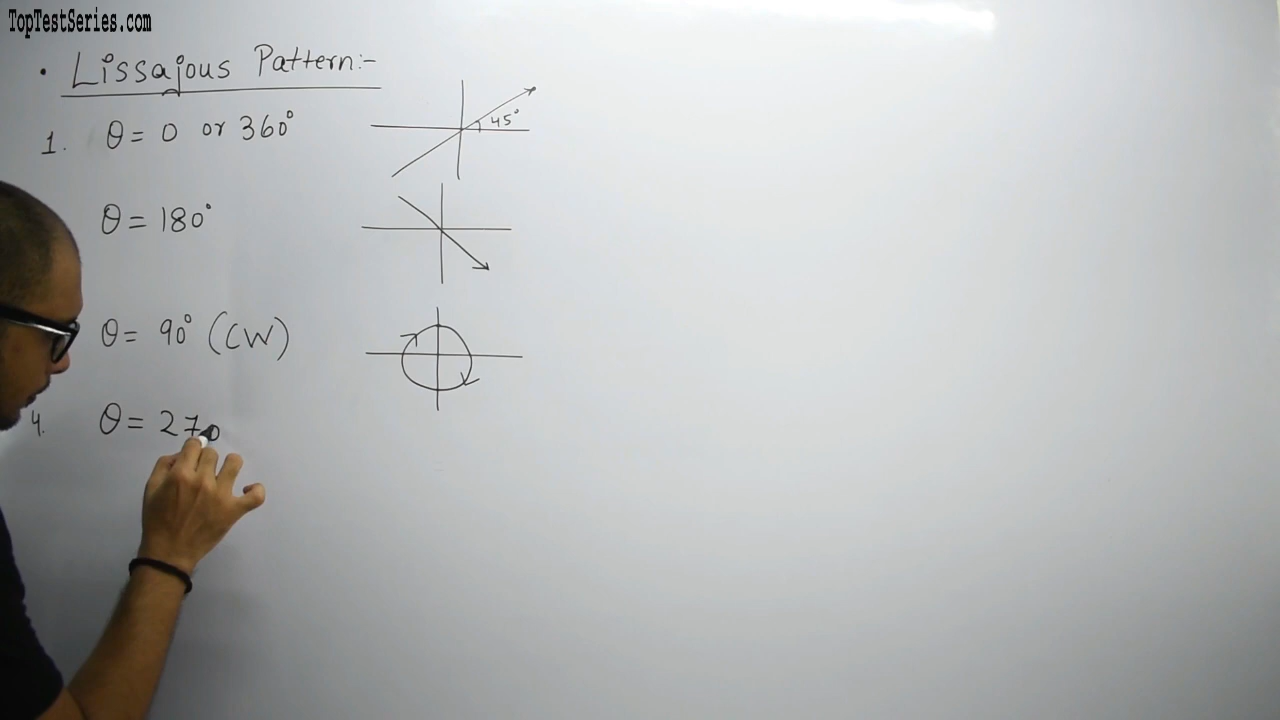 TopTestSeries.com
• Lissajous Pattern:-
1. θ = 0 or 360°
45°
θ = 180°
θ = 90° (CW)
4. θ = 270